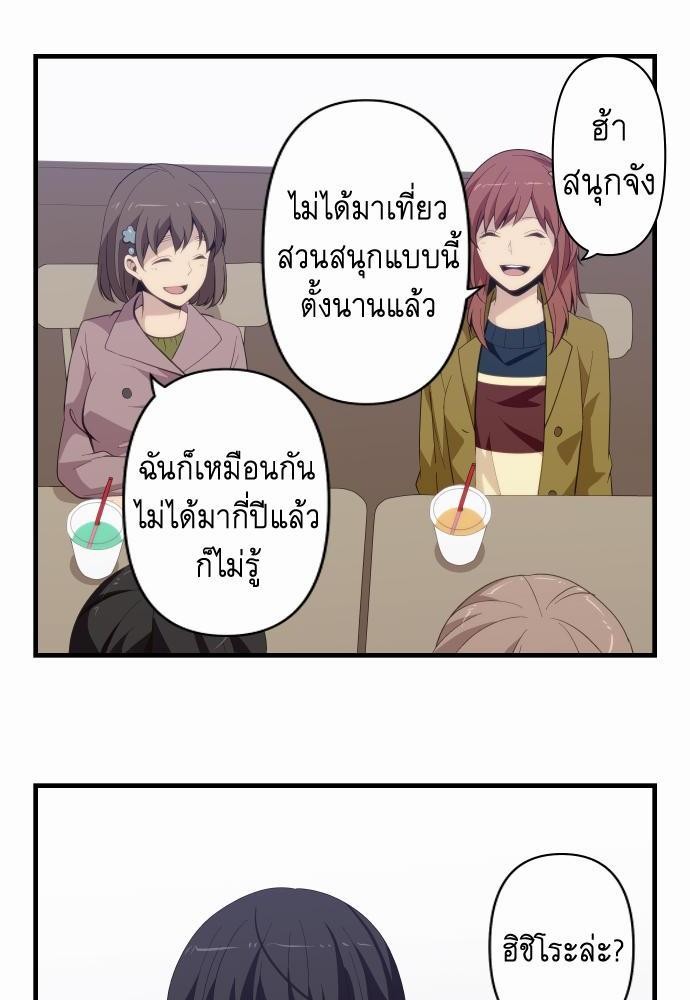 ฮ้า
สนุกจัง
ไม่ได้มาเที่ยว
สวนสนุกแบบนี้
ตั้งนานแล้ว
ฉันก็เหมือนกัน
ไม่ได้มากี่ปีแล้ว
ก็ไม่รู้
ฮิชิโระล่ะ?